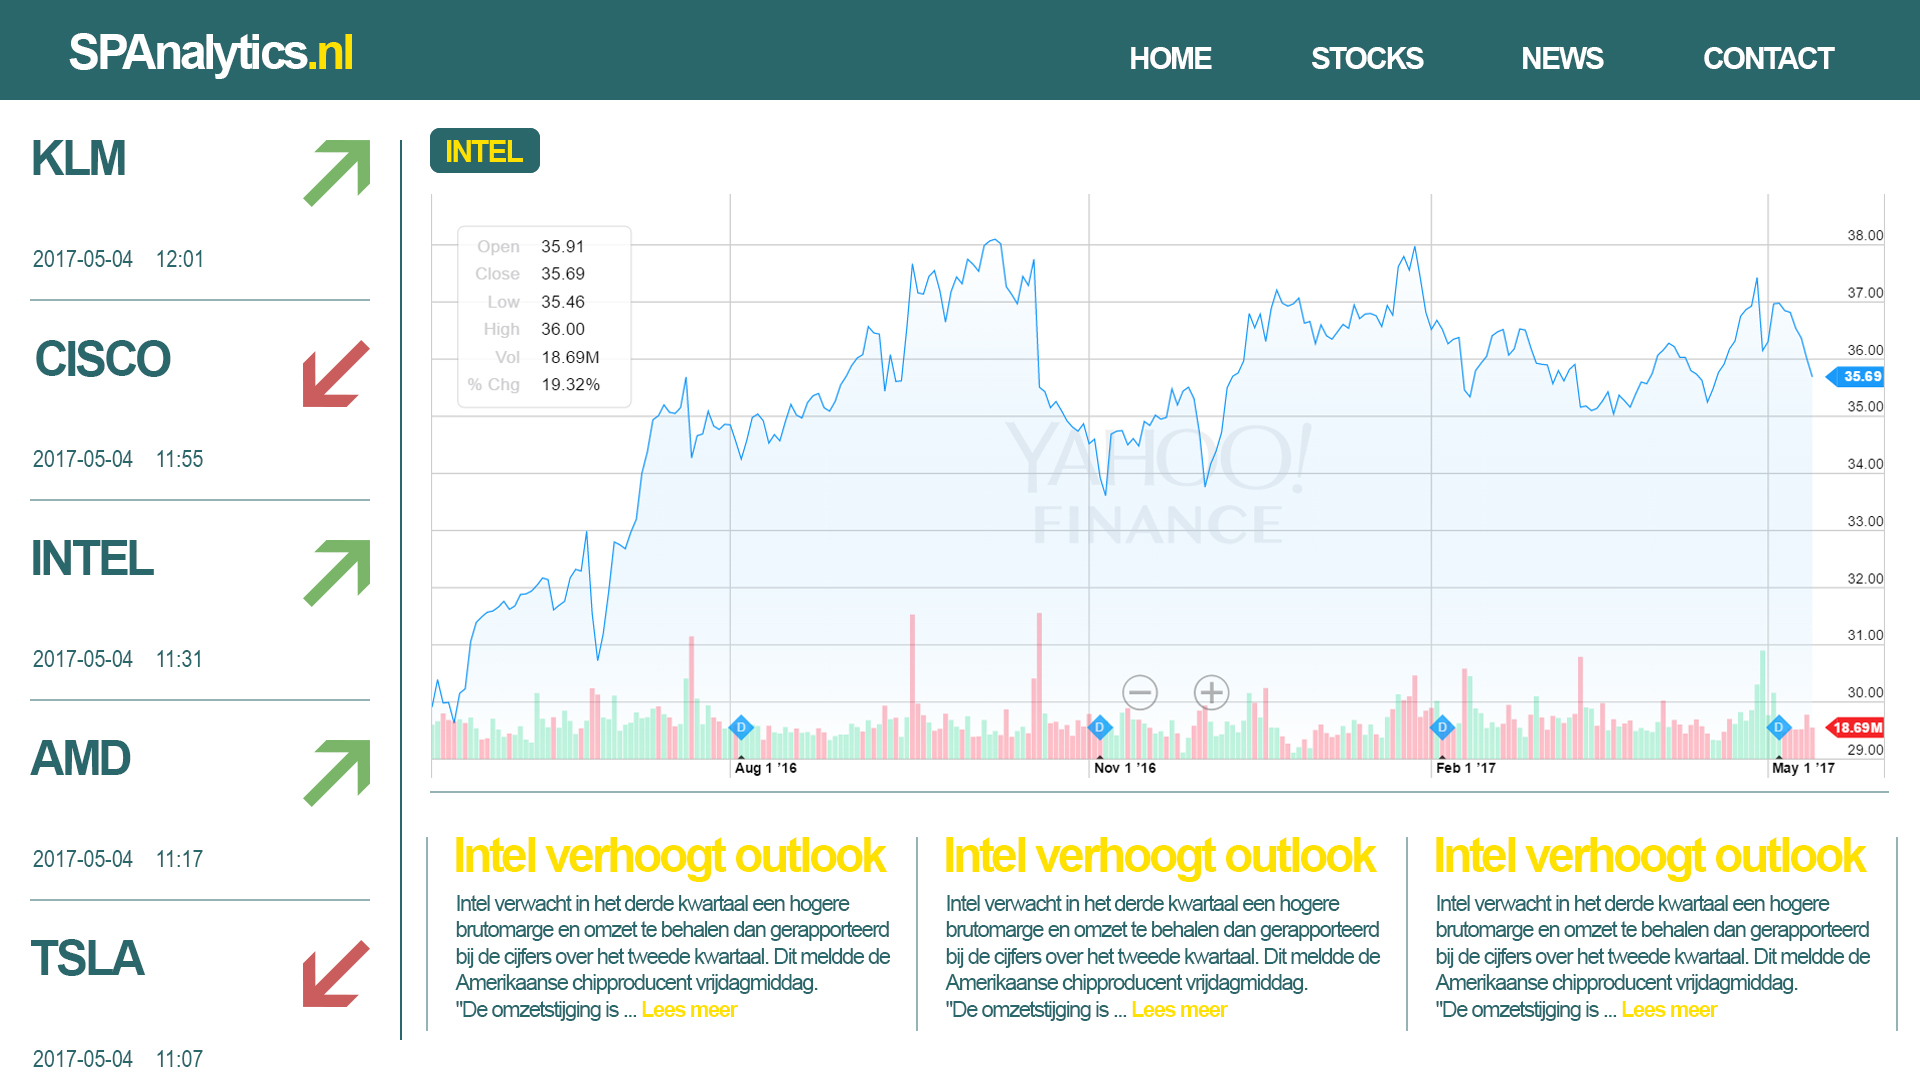 SPAnalytics.nl
HOME STOCKS NEWS CONTACT
KLM
2017-05-04 12:01
CISCO
2017-05-04 11:55
INTEL
2017-05-04 11:31
AMD
2017-05-04 11:17
TSLA
2017-05-04 11:07
INTEL
Open 35.91
Close 35.69
Low 35.46
High 36.00
Vol 18.69M
% Chg 19.32%
YAHOO!
FINANCE
38.00
37.00
36.00
35.69
35.00
34.00
33.00
32.00
31.00
30.00
18.69M
29.00
D D D D
Aug 1 '16 Nov 1 '16 Feb 1 '17 May 1 '17
Intel verhoogt outlook
Intel verwacht in het derde kwartaal een hogere
brutomarge en omzet te behalen dan gerapporteerd
bij de cijfers over het tweede kwartaal. Dit meldde de
Amerikaanse chipproducent vrijdagmiddag.
"De omzetstijging is ... Lees meer
Intel verhoogt outlook
Intel verwacht in het derde kwartaal een hogere
brutomarge en omzet te behalen dan gerapporteerd
bij de cijfers over het tweede kwartaal. Dit meldde de
Amerikaanse chipproducent vrijdagmiddag.
"De omzetstijging is ... Lees meer
Intel verhoogt outlook
Intel verwacht in het derde kwartaal een hogere
brutomarge en omzet te behalen dan gerapporteerd
bij de cijfers over het tweede kwartaal. Dit meldde de
Amerikaanse chipproducent vrijdagmiddag.
"De omzetstijging is ... Lees meer